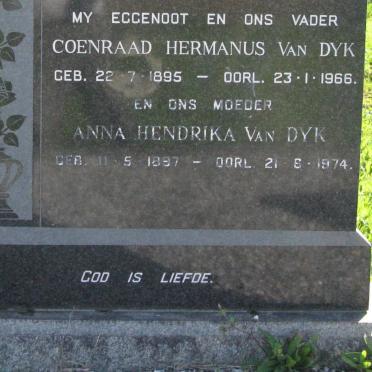 MY EGGENOOT EN ONS VADER
COENRAAD HERMANUS VAN DYK
GEB. 22·7·1895 — OORL. 23·1·1966.
EN ONS MOEDER
ANNA HENDRIKA VAN DYK
GEB. 11·5·1897 — OORL. 21·8·1974.
GOD IS LIEFDE.